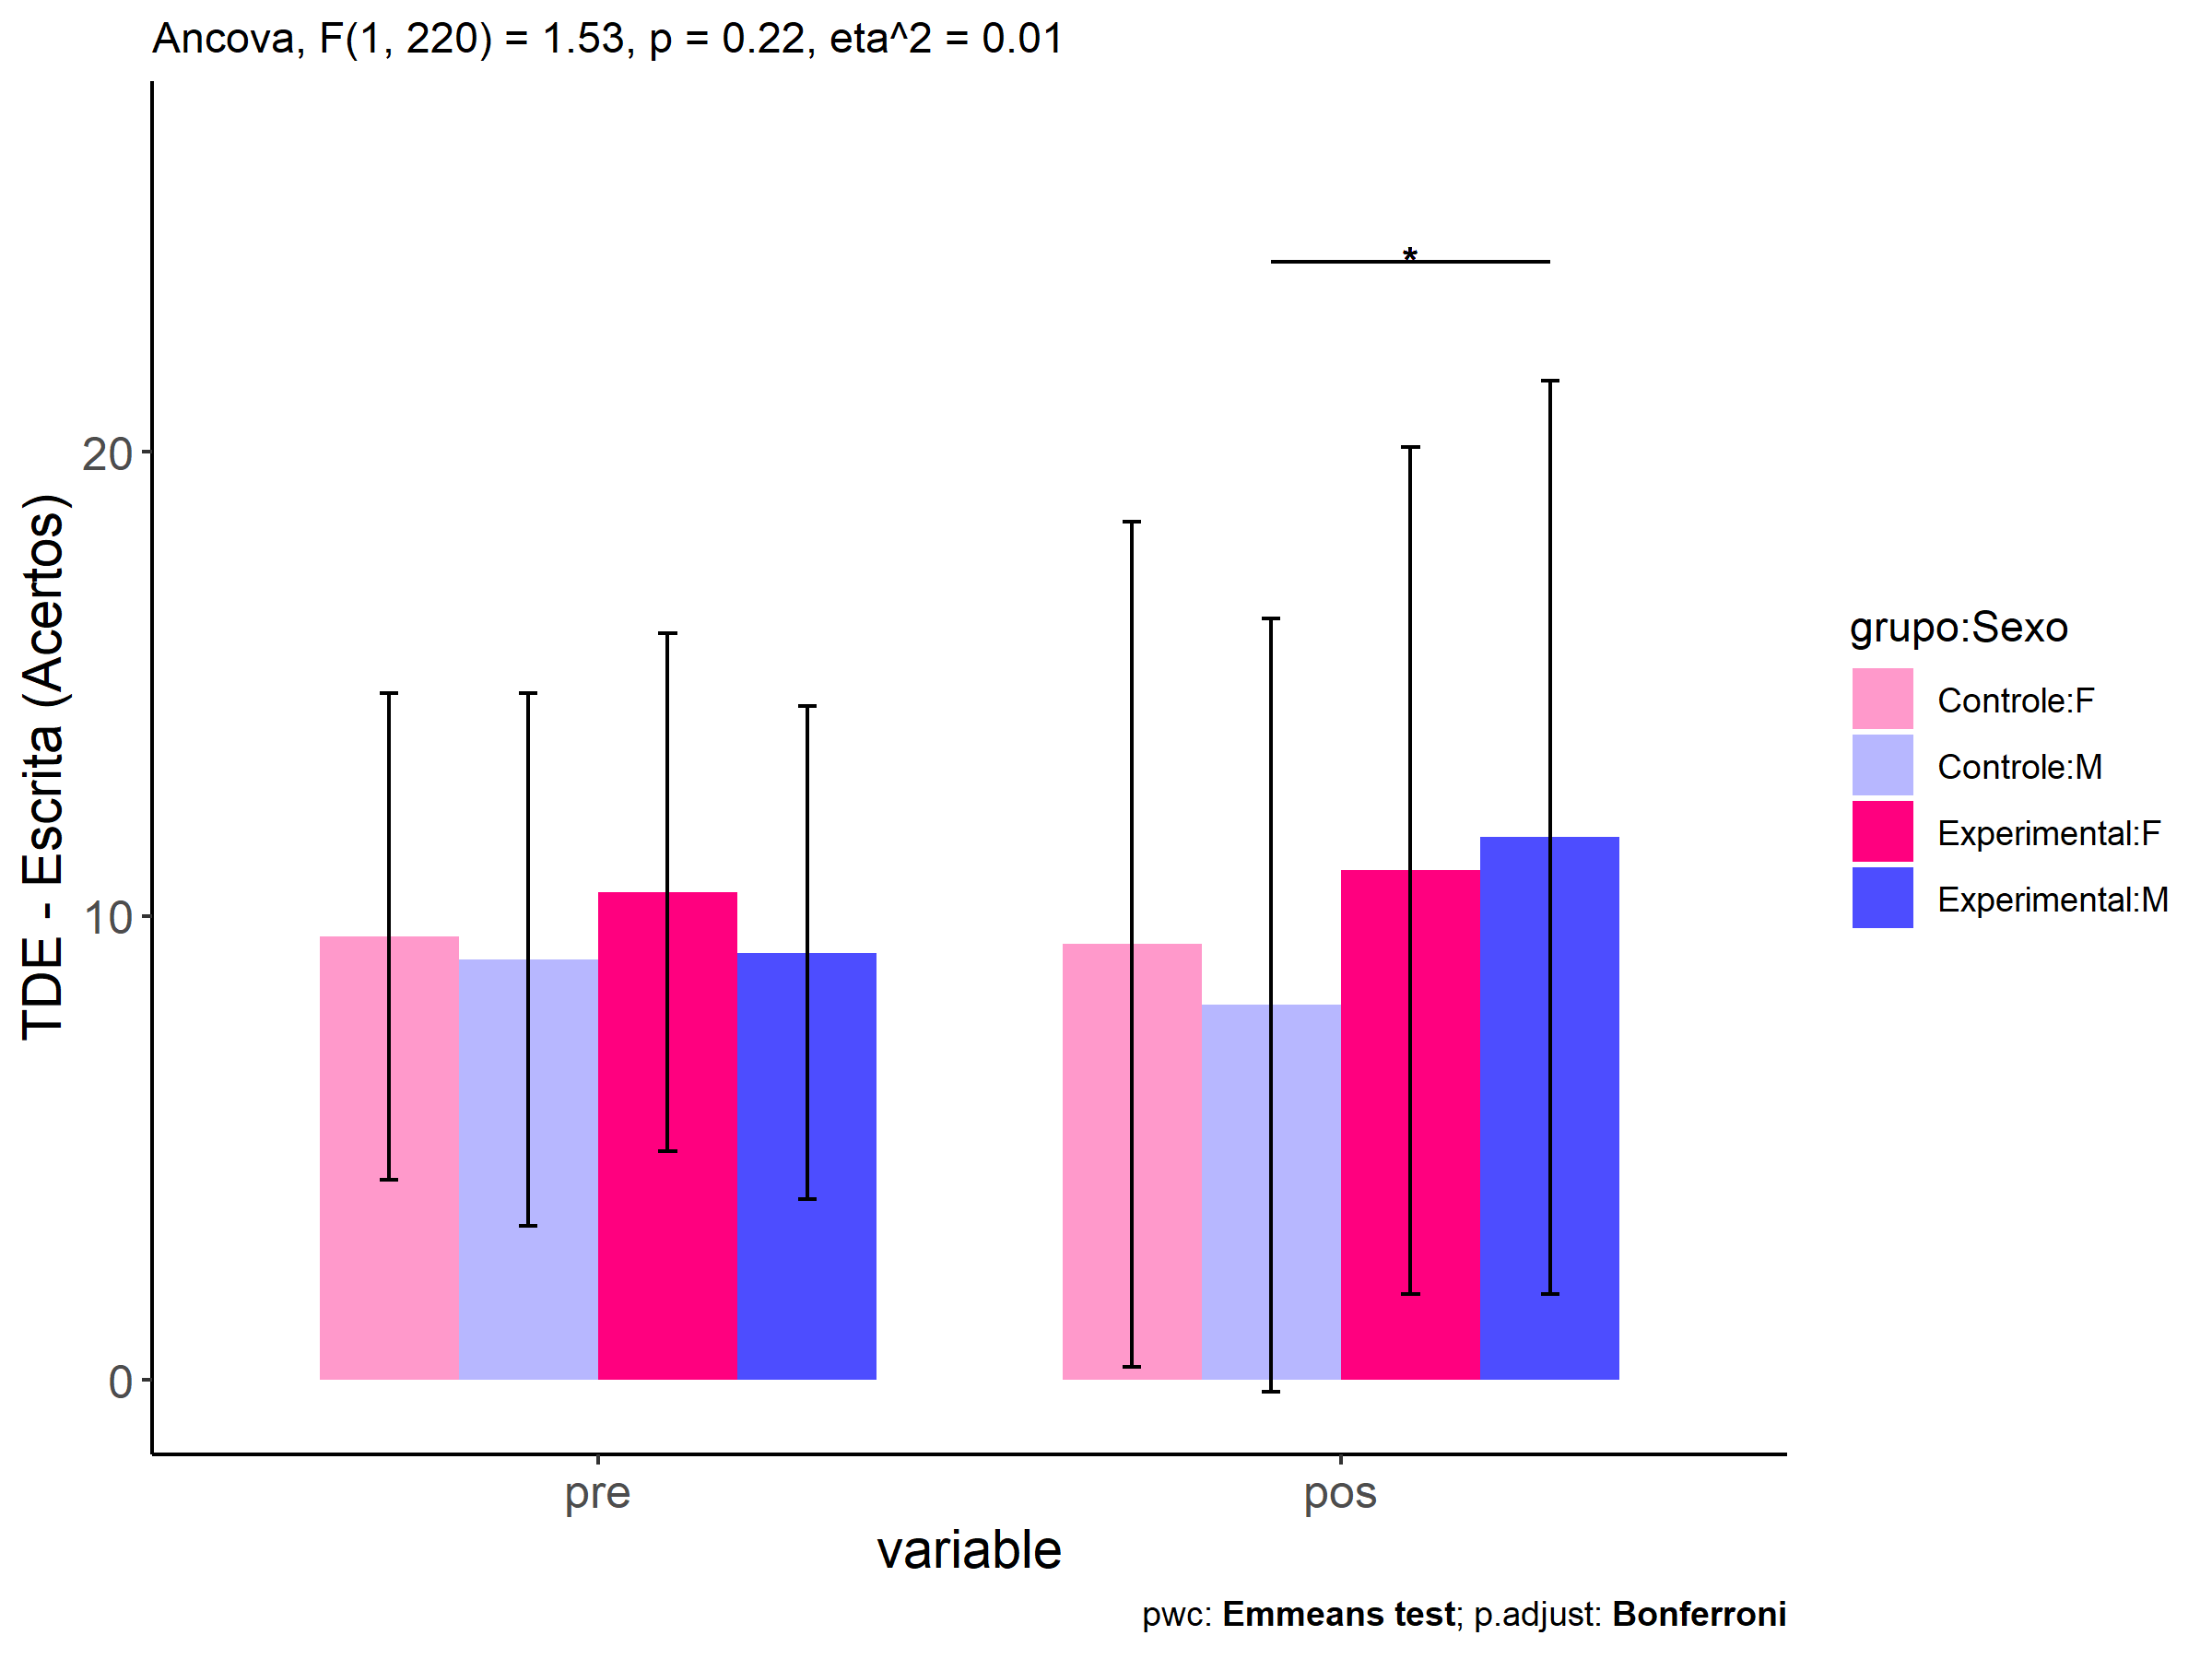 Ancova, F(1, 220) = 1.53, p = 0.22, eta^2 = 0.01
*
20
10
0
TDE - Escrita (Acertos)
pre
pos
variable
grupo:Sexo
Controle:F
Controle:M
Experimental:F
Experimental:M
pwc: Emmeans test; p.adjust: Bonferroni